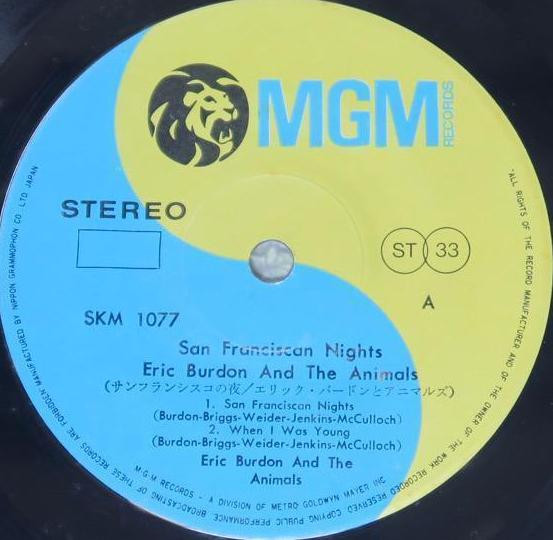 MGM
RECORDS
STEREO
ST 33
A
SKM 1077
San Franciscan Nights
Eric Burdon And The Animals
(サンフランシスコの夜/エリック・バードンとアニマルズ)
1. San Franciscan Nights
(Burdon-Briggs-Weider-Jenkins-McCulloch)
2. When I Was Young
(Burdon-Briggs-Weider-Jenkins-McCulloch)
Eric Burdon And The
Animals
M·G·M RECORDS - A DIVISION OF METRO GOLDWYN MAYER INC
"ALL RIGHTS OF THE RECORD MANUFACTURER AND OF THE OWNER OF THE RECORDED WORK RESERVED COPYING PUBLIC PERFORMANCE BROADCASTING OF THESE RECORDS ARE FORBIDDEN MANUFACTURED BY NIPPON GRAMMOPHON CO LTD JAPAN